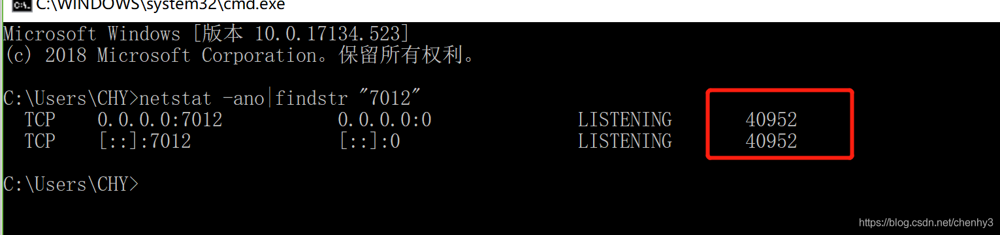 C:\WINDOWS\system32\cmd.exe
Microsoft Windows [版本 10.0.17134.523]
(c) 2018 Microsoft Corporation。保留所有权利。
C:\Users\CHY>netstat -ano|findstr "7012"
TCP 0.0.0.0:7012 0.0.0.0:0 LISTENING 40952
TCP [::]:7012 [::]:0 LISTENING 40952
C:\Users\CHY>
https://blog.csdn.net/chenhy3